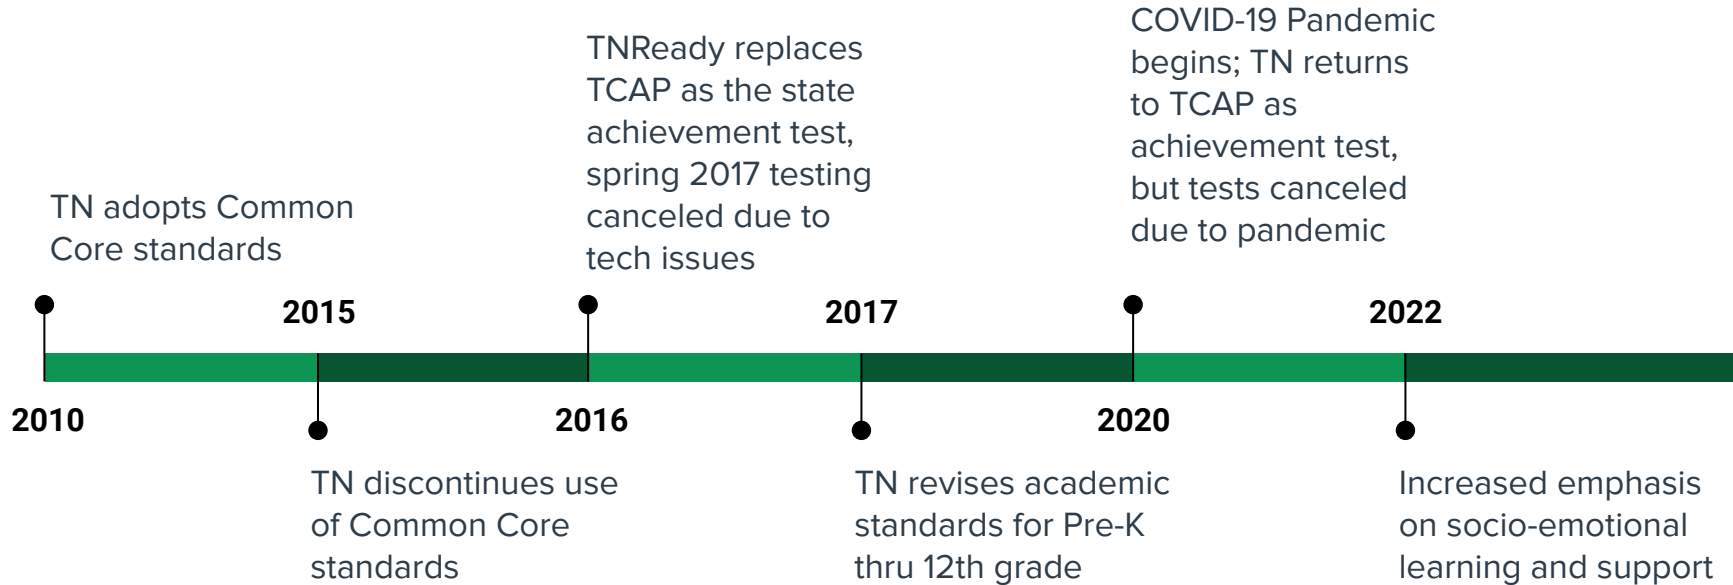 COVID-19 Pandemic
begins; TN returns
to TCAP as
achievement test,
but tests canceled
due to pandemic
TNReady replaces
TCAP as the state
achievement test,
spring 2017 testing
canceled due to
tech issues
TN adopts Common
Core standards
2015
2017
2022
2010
2016
2020
TN discontinues use
of Common Core
standards
TN revises academic
standards for Pre-K
thru 12th grade
Increased emphasis
on socio-emotional
learning and support